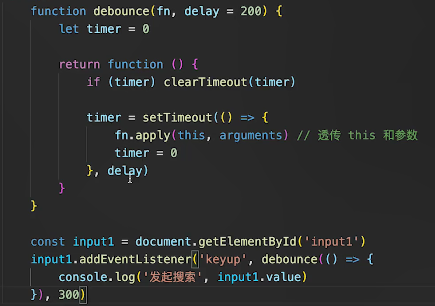 function debounce(fn, delay = 200) {
    let timer = 0

    return function () {
        if (timer) clearTimeout(timer)

        timer = setTimeout(() => {
            fn.apply(this, arguments) // 透传 this 和参数
            timer = 0
        }, delay)
    }
}

const input1 = document.getElementById('input1')
input1.addEventListener('keyup', debounce(() => {
    console.log('发起搜索', input1.value)
}), 300)